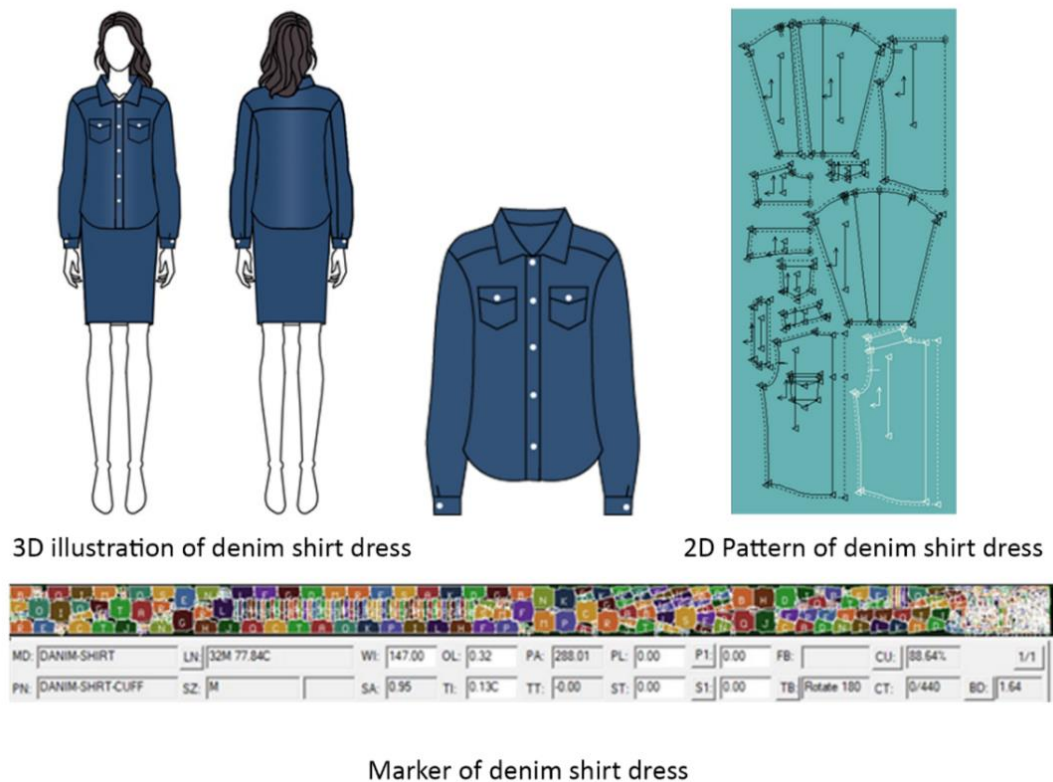 3D illustration of denim shirt dress
2D Pattern of denim shirt dress
MD: DANIM-SHIRT LN: 32M 77.84C WI: 147.00 OL: 0.32 PA: 288.01 PL: 0.00 P1: 0.00 FB: CU: 88.64% 1/1
PN: DANIM-SHRT-CUFF SZ: M SA: 0.95 TI: 0.13C TT: -0.00 ST: 0.00 S1: 0.00 TB: Rotate 180 CT: 0/440 BD: 1.64
Marker of denim shirt dress